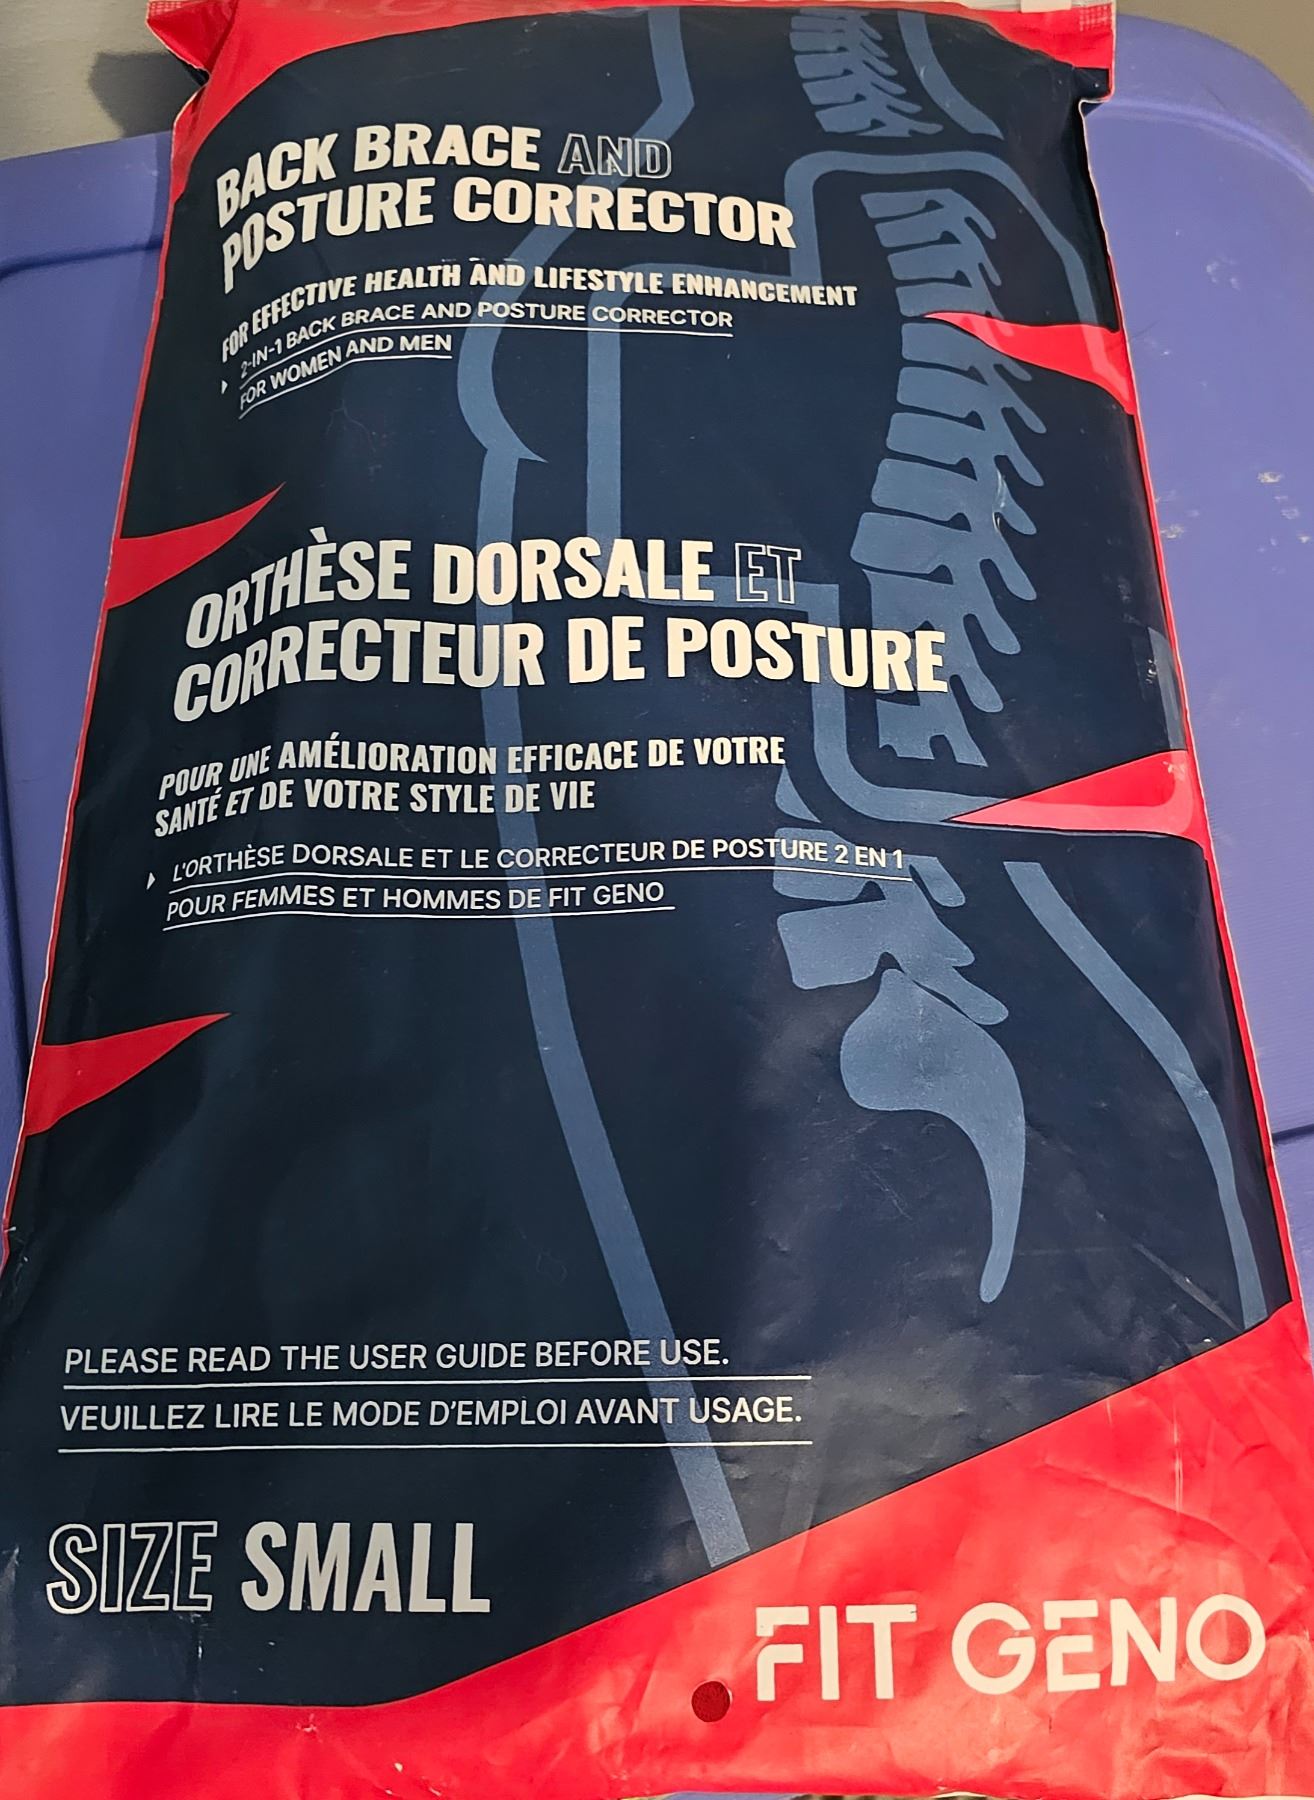 BACK BRACE AND
POSTURE CORRECTOR
FOR EFFECTIVE HEALTH AND LIFESTYLE ENHANCEMENT
2-IN-1 BACK BRACE AND POSTURE CORRECTOR
FOR WOMEN AND MEN
ORTHÈSE DORSALE ET
CORRECTEUR DE POSTURE
POUR UNE AMÉLIORATION EFFICACE DE VOTRE
SANTÉ ET DE VOTRE STYLE DE VIE
L'ORTHÈSE DORSALE ET LE CORRECTEUR DE POSTURE 2 EN 1
POUR FEMMES ET HOMMES DE FIT GENO
PLEASE READ THE USER GUIDE BEFORE USE.
VEUILLEZ LIRE LE MODE D'EMPLOI AVANT USAGE.
SIZE SMALL
FIT GENO